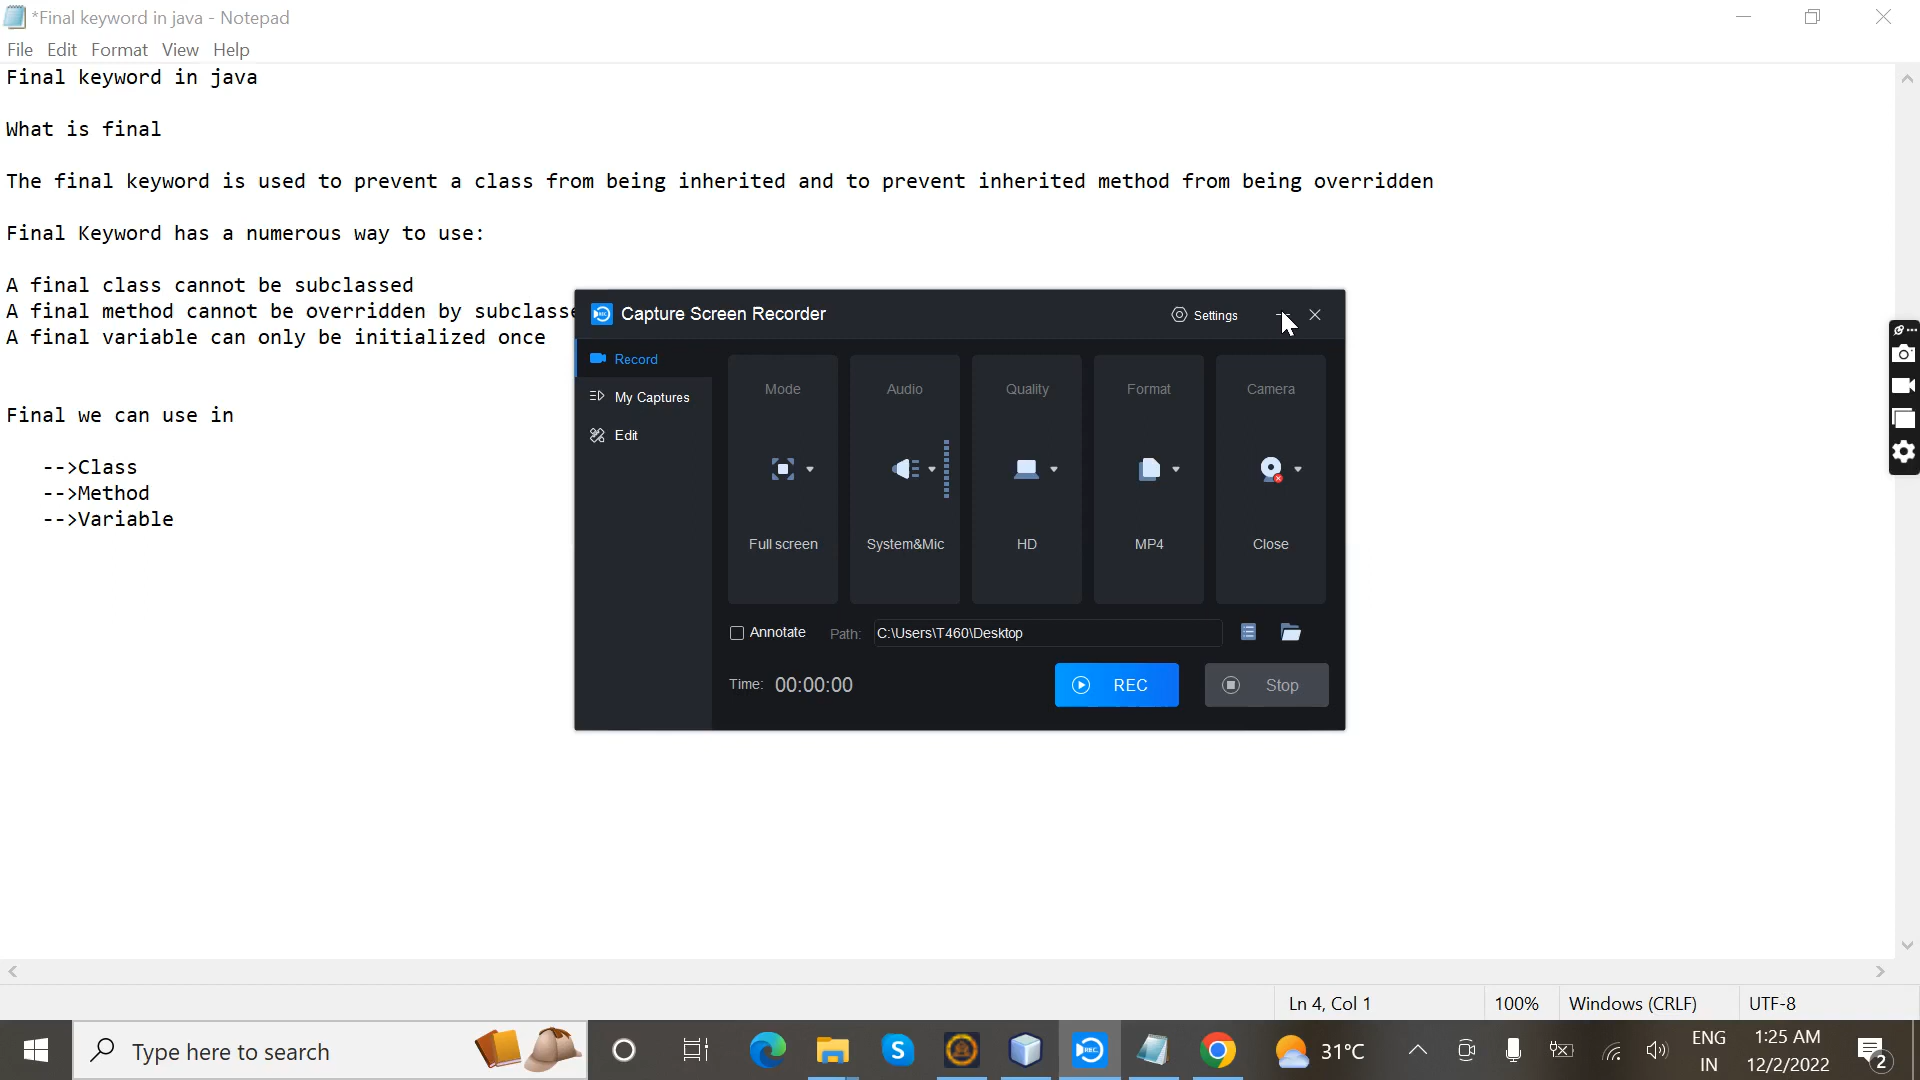 *Final keyword in java - Notepad
File Edit Format View Help
Final keyword in java
What is final
The final keyword is used to prevent a class from being inherited and to prevent inherited method from being overridden
Final Keyword has a numerous way to use:
A final class cannot be subclassed
A final method cannot be overridden by subclasse
A final variable can only be initialized once
Final we can use in
-->Class
-->Method
-->Variable
REC
Capture Screen Recorder
Settings
Record
My Captures
Edit
Mode Audio Quality Format Camera
Full screen System&Mic HD MP4 Close
Annotate Path: C:\Users\T460\Desktop
Time: 00:00:00
REC
Stop
Ln 4, Col 1
100%
Windows (CRLF)
UTF-8
Type here to search
S
REC
31°C
ENG
IN
1:25 AM
12/2/2022
2